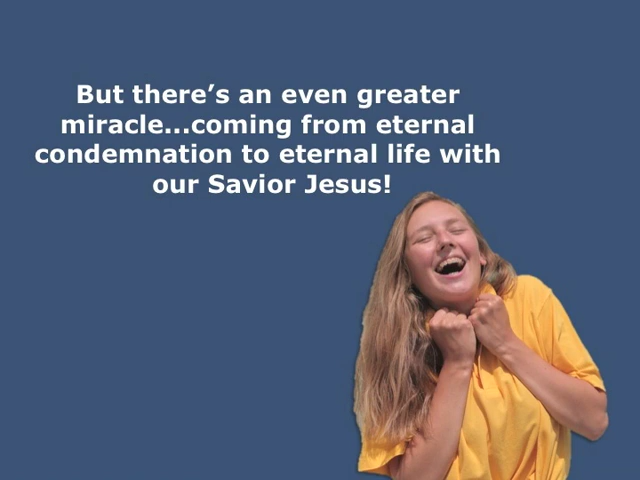 But there’s an even greater
miracle...coming from eternal
condemnation to eternal life with
our Savior Jesus!